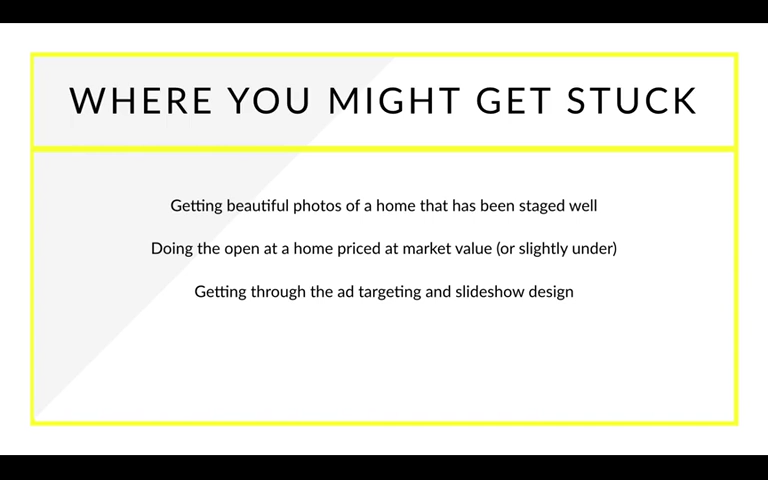 WHERE YOU MIGHT GET STUCK
Getting beautiful photos of a home that has been staged well
Doing the open at a home priced at market value (or slightly under)
Getting through the ad targeting and slideshow design